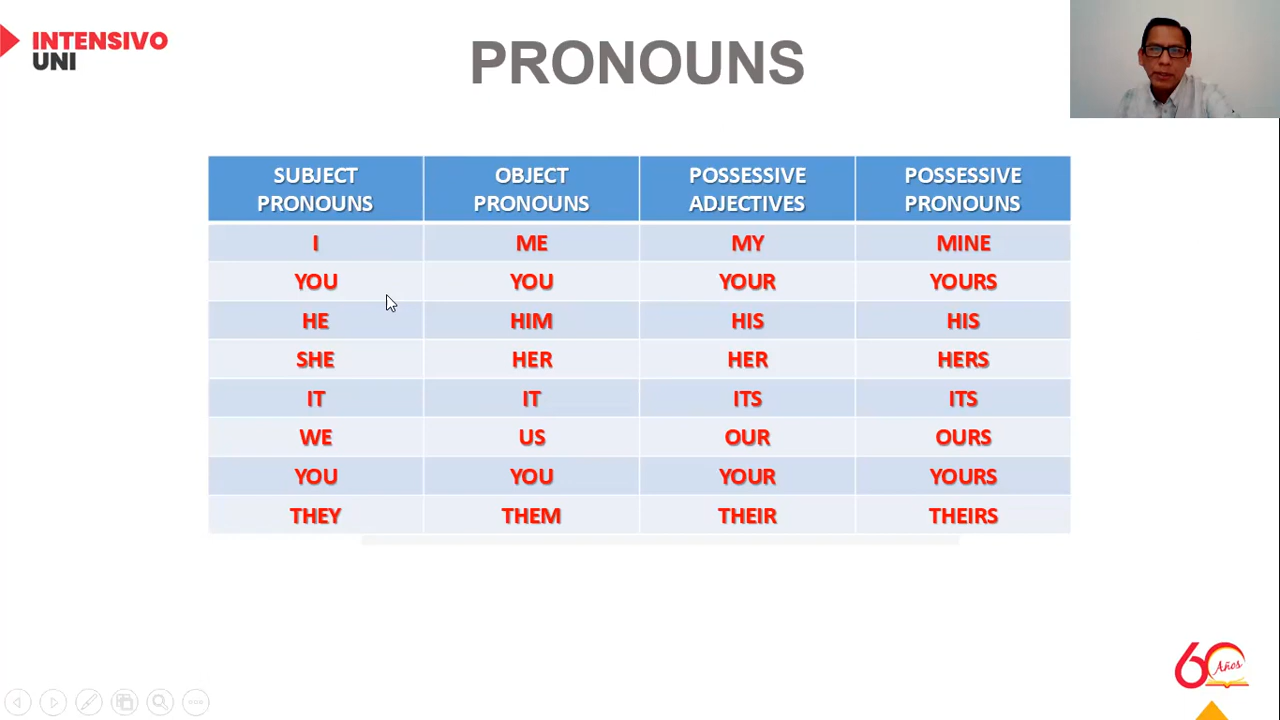 INTENSIVO
UNI
PRONOUNS
SUBJECT PRONOUNS OBJECT PRONOUNS POSSESSIVE ADJECTIVES POSSESSIVE PRONOUNS
I ME MY MINE
YOU YOU YOUR YOURS
HE HIM HIS HIS
SHE HER HER HERS
IT IT ITS ITS
WE US OUR OURS
YOU YOU YOUR YOURS
THEY THEM THEIR THEIRS
60 Años